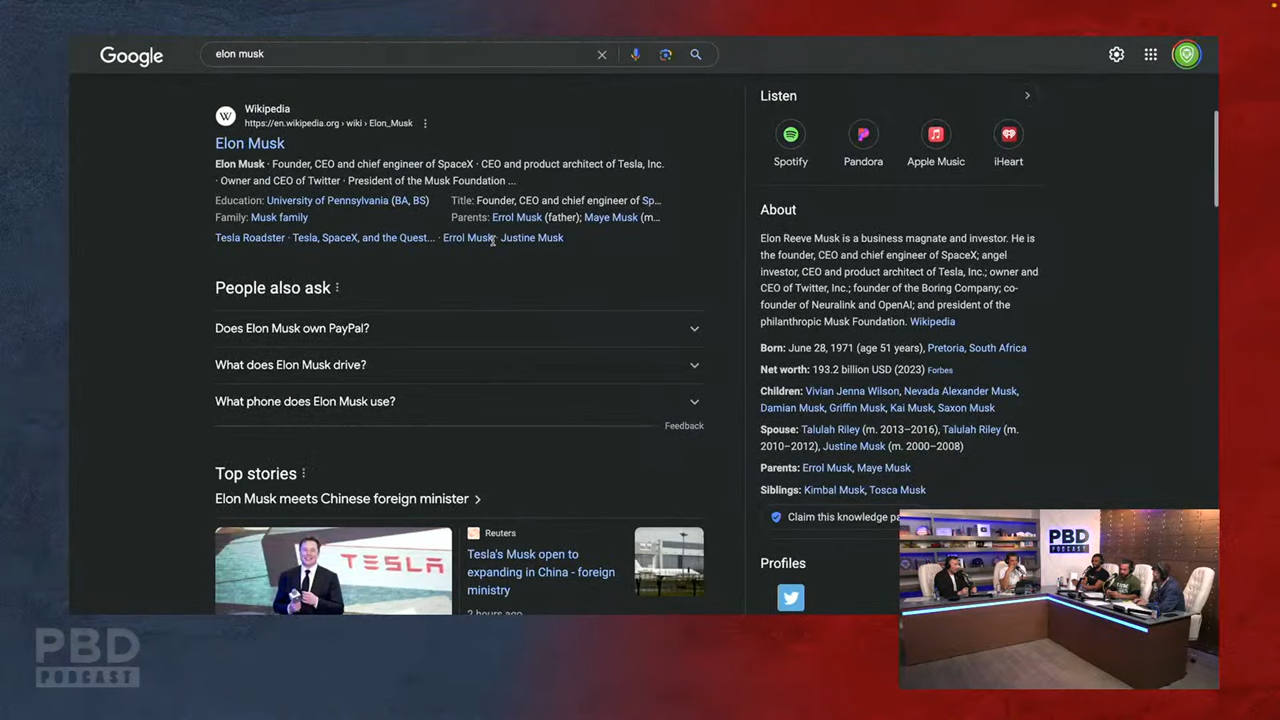 Google
elon musk
Wikipedia
https://en.wikipedia.org › wiki › Elon_Musk
Elon Musk
Elon Musk · Founder, CEO and chief engineer of SpaceX · CEO and product architect of Tesla, Inc.
· Owner and CEO of Twitter · President of the Musk Foundation ...
Education: University of Pennsylvania (BA, BS)
Title: Founder, CEO and chief engineer of Sp...
Family: Musk family
Parents: Errol Musk (father); Maye Musk (m...
Tesla Roadster · Tesla, SpaceX, and the Quest... · Errol Musk · Justine Musk
People also ask
Does Elon Musk own PayPal?
What does Elon Musk drive?
What phone does Elon Musk use?
Feedback
Top stories
Elon Musk meets Chinese foreign minister
TESLA
Reuters
Tesla's Musk open to
expanding in China - foreign
ministry
2 hours ago
Listen
Spotify
Pandora
Apple Music
iHeart
About
Elon Reeve Musk is a business magnate and investor. He is
the founder, CEO and chief engineer of SpaceX; angel
investor, CEO and product architect of Tesla, Inc.; owner and
CEO of Twitter, Inc.; founder of the Boring Company; co-
founder of Neuralink and OpenAI; and president of the
philanthropic Musk Foundation. Wikipedia
Born: June 28, 1971 (age 51 years), Pretoria, South Africa
Net worth: 193.2 billion USD (2023) Forbes
Children: Vivian Jenna Wilson, Nevada Alexander Musk,
Damian Musk, Griffin Musk, Kai Musk, Saxon Musk
Spouse: Talulah Riley (m. 2013–2016), Talulah Riley (m.
2010–2012), Justine Musk (m. 2000–2008)
Parents: Errol Musk, Maye Musk
Siblings: Kimbal Musk, Tosca Musk
Claim this knowledge pa
Profiles
PBD
PODCAST
PBD
PODCAST